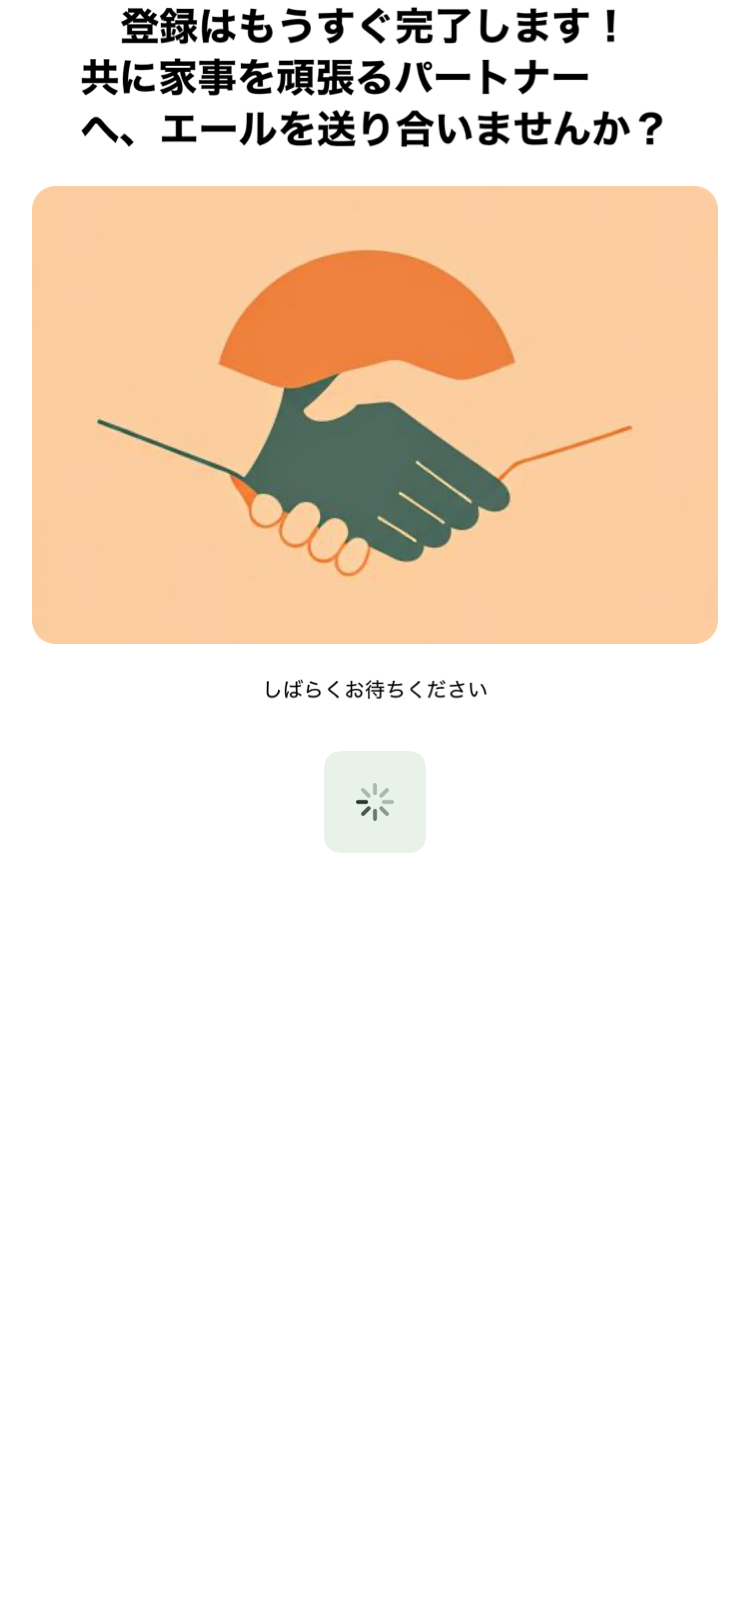 登録はもうすぐ完了します！
共に家事を頑張るパートナー
へ、エールを送り合いませんか？
しばらくお待ちください